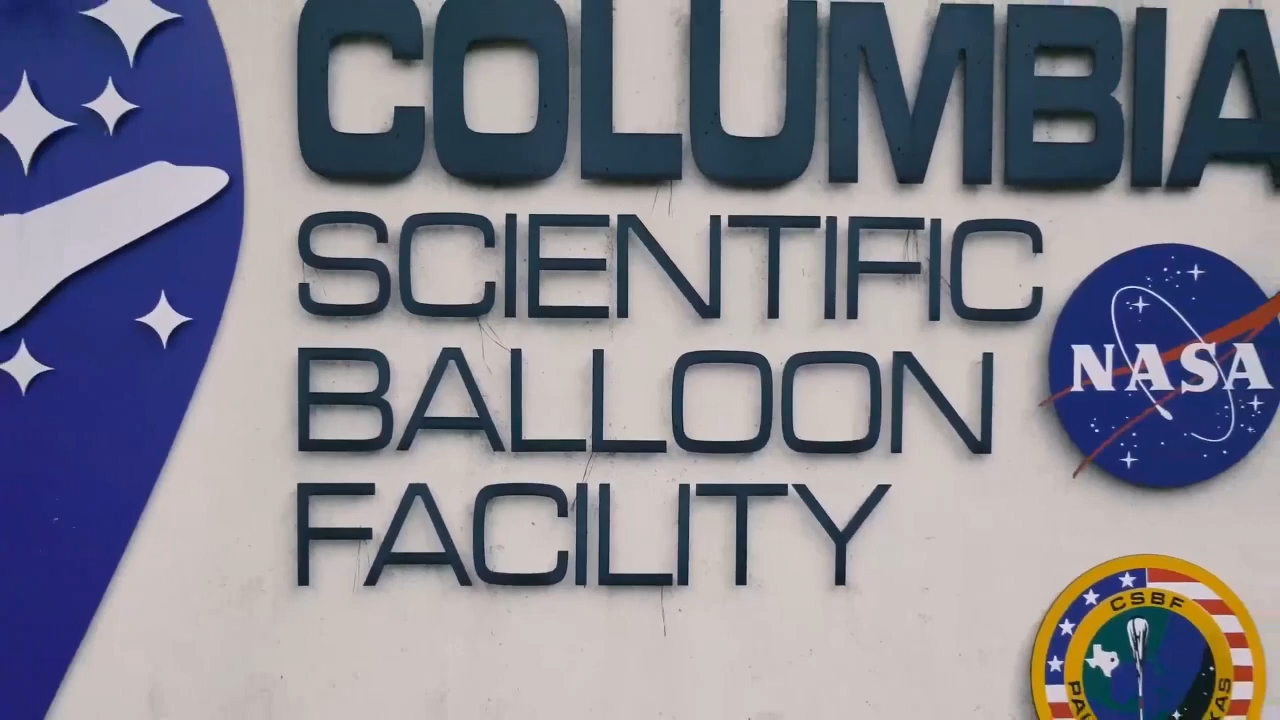 COLUMBIA
SCIENTIFIC
BALLOON
FACILITY
NASA
CSBF